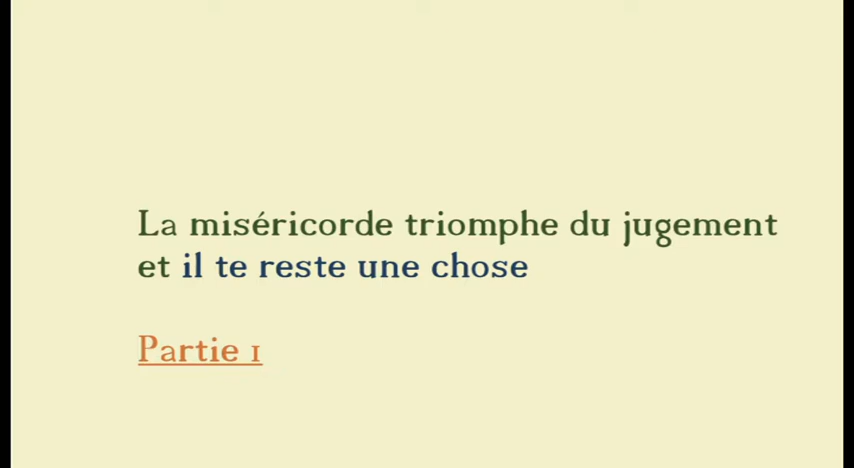 La miséricorde triomphe du jugement
et il te reste une chose
Partie 1